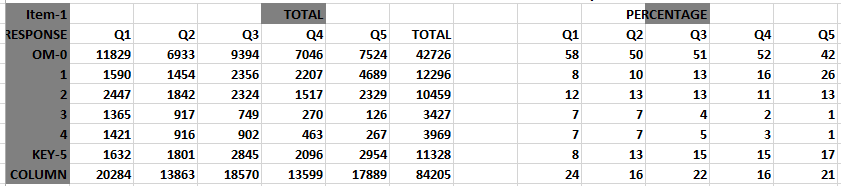 Item-1 TOTAL PERCENTAGE
RESPONSE Q1 Q2 Q3 Q4 Q5 TOTAL Q1 Q2 Q3 Q4 Q5
OM-0 11829 6933 9394 7046 7524 42726 58 50 51 52 42
1 1590 1454 2356 2207 4689 12296 8 10 13 16 26
2 2447 1842 2324 1517 2329 10459 12 13 13 11 13
3 1365 917 749 270 126 3427 7 7 4 2 1
4 1421 916 902 463 267 3969 7 7 5 3 1
KEY-5 1632 1801 2845 2096 2954 11328 8 13 15 15 17
COLUMN 20284 13863 18570 13599 17889 84205 24 16 22 16 21